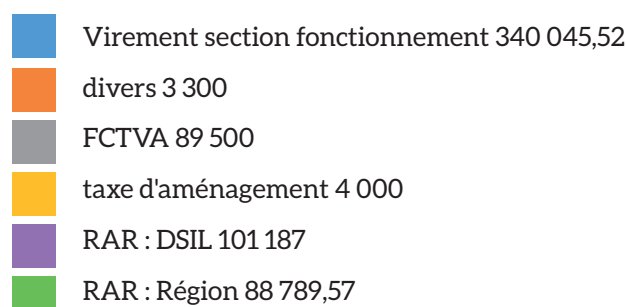 Virement section fonctionnement 340 045,52
divers 3 300
FCTVA 89 500
taxe d'aménagement 4 000
RAR : DSIL 101 187
RAR : Région 88 789,57